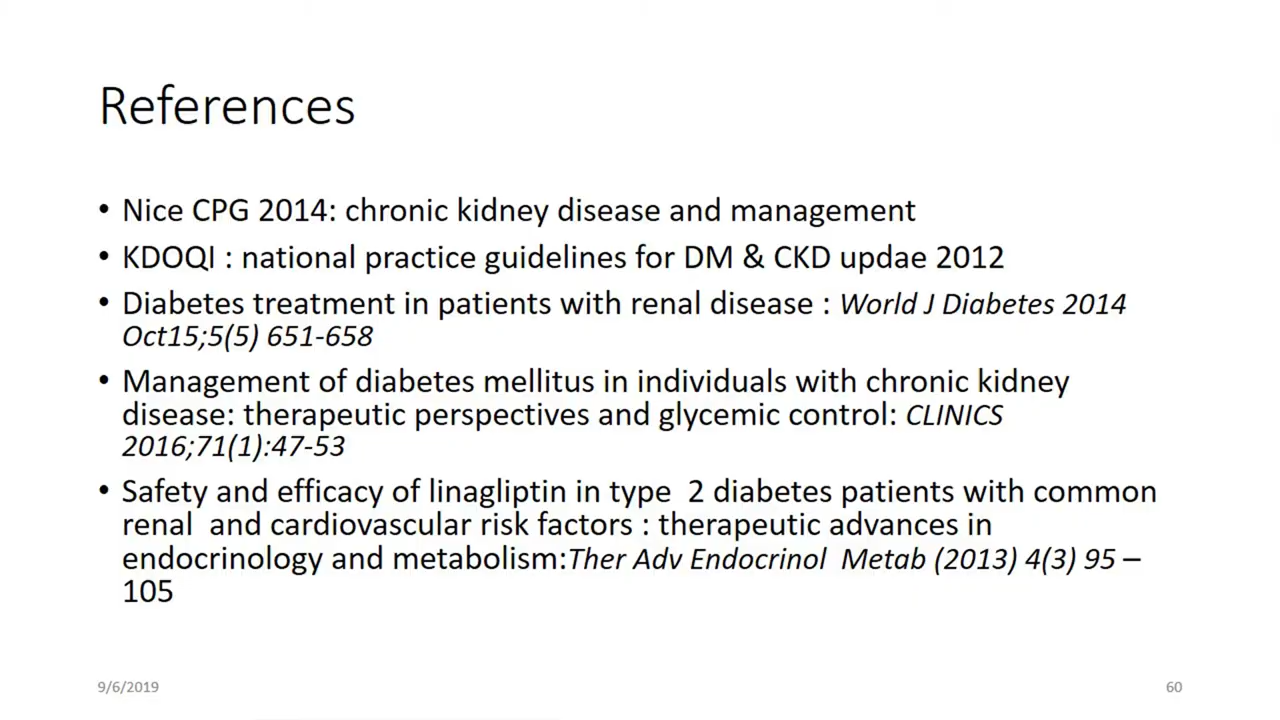 References
• Nice CPG 2014: chronic kidney disease and management
• KDOQI : national practice guidelines for DM & CKD updae 2012
• Diabetes treatment in patients with renal disease : World J Diabetes 2014
Oct15;5(5) 651-658
• Management of diabetes mellitus in individuals with chronic kidney
disease: therapeutic perspectives and glycemic control: CLINICS
2016;71(1):47-53
• Safety and efficacy of linagliptin in type  2 diabetes patients with common
renal  and cardiovascular risk factors : therapeutic advances in
endocrinology and metabolism:Ther Adv Endocrinol  Metab (2013) 4(3) 95 –
105
9/6/2019
60